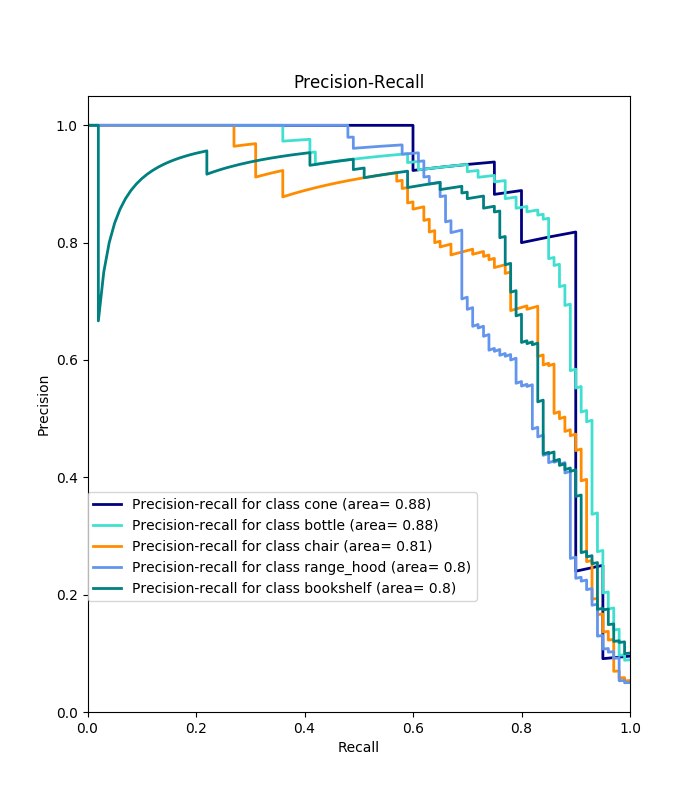 Precision-Recall
Precision
1.0
0.8
0.6
0.4
0.2
0.0
Precision-recall for class cone (area= 0.88)
Precision-recall for class bottle (area= 0.88)
Precision-recall for class chair (area= 0.81)
Precision-recall for class range_hood (area= 0.8)
Precision-recall for class bookshelf (area= 0.8)
0.0 0.2 0.4 0.6 0.8 1.0
Recall